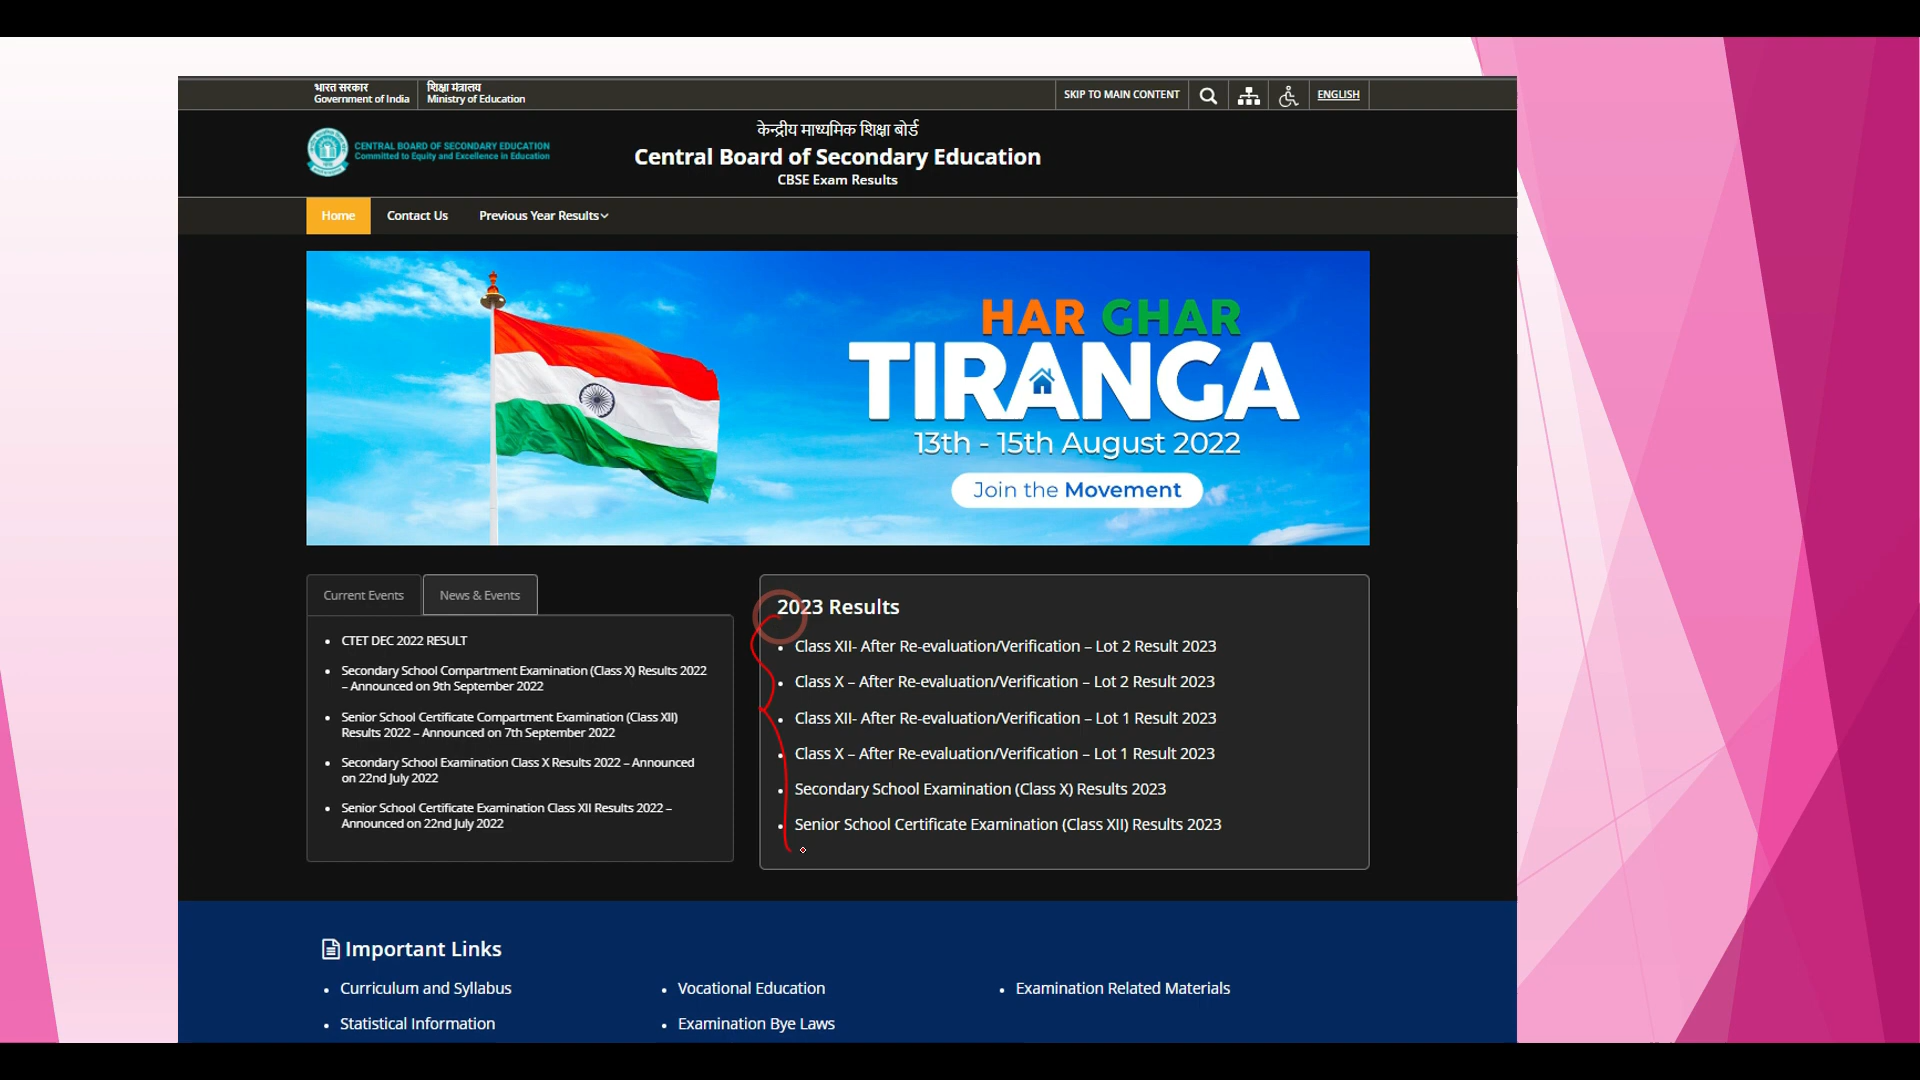 भारत सरकार
Government of India
शिक्षा मंत्रालय
Ministry of Education
SKIP TO MAIN CONTENT
ENGLISH
CENTRAL BOARD OF SECONDARY EDUCATION
Committed to Equity and Excellence in Education
केन्द्रीय माध्यमिक शिक्षा बोर्ड
Central Board of Secondary Education
CBSE Exam Results
Home
Contact Us
Previous Year Results
HAR GHAR
TIRANGA
13th - 15th August 2022
Join the Movement
Current Events
News & Events
CTET DEC 2022 RESULT
Secondary School Compartment Examination (Class X) Results 2022
– Announced on 9th September 2022
Senior School Certificate Compartment Examination (Class XII)
Results 2022 – Announced on 7th September 2022
Secondary School Examination Class X Results 2022 – Announced
on 22nd July 2022
Senior School Certificate Examination Class XII Results 2022 –
Announced on 22nd July 2022
2023 Results
Class XII- After Re-evaluation/Verification – Lot 2 Result 2023
Class X – After Re-evaluation/Verification – Lot 2 Result 2023
Class XII- After Re-evaluation/Verification – Lot 1 Result 2023
Class X – After Re-evaluation/Verification – Lot 1 Result 2023
Secondary School Examination (Class X) Results 2023
Senior School Certificate Examination (Class XII) Results 2023
Important Links
Curriculum and Syllabus
Vocational Education
Examination Related Materials
Statistical Information
Examination Bye Laws